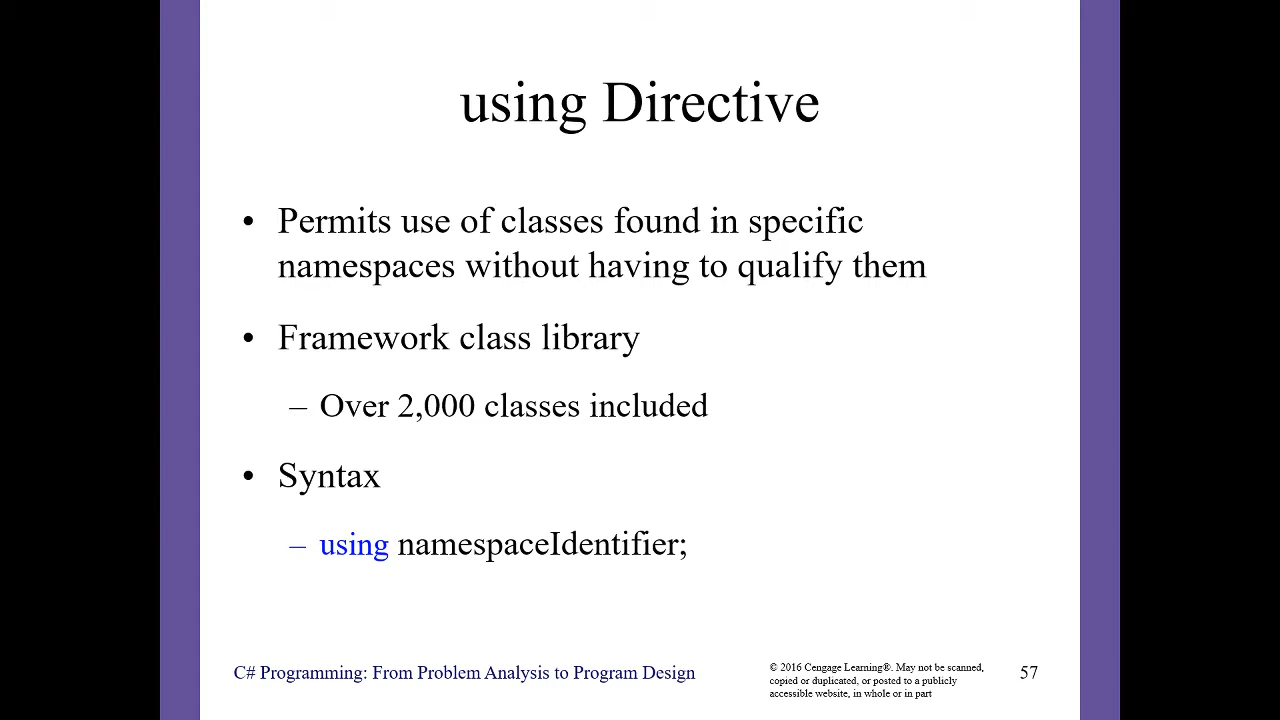 using Directive
• Permits use of classes found in specific
namespaces without having to qualify them
• Framework class library
– Over 2,000 classes included
• Syntax
– using namespaceIdentifier;
C# Programming: From Problem Analysis to Program Design
© 2016 Cengage Learning®. May not be scanned,
copied or duplicated, or posted to a publicly
accessible website, in whole or in part
57